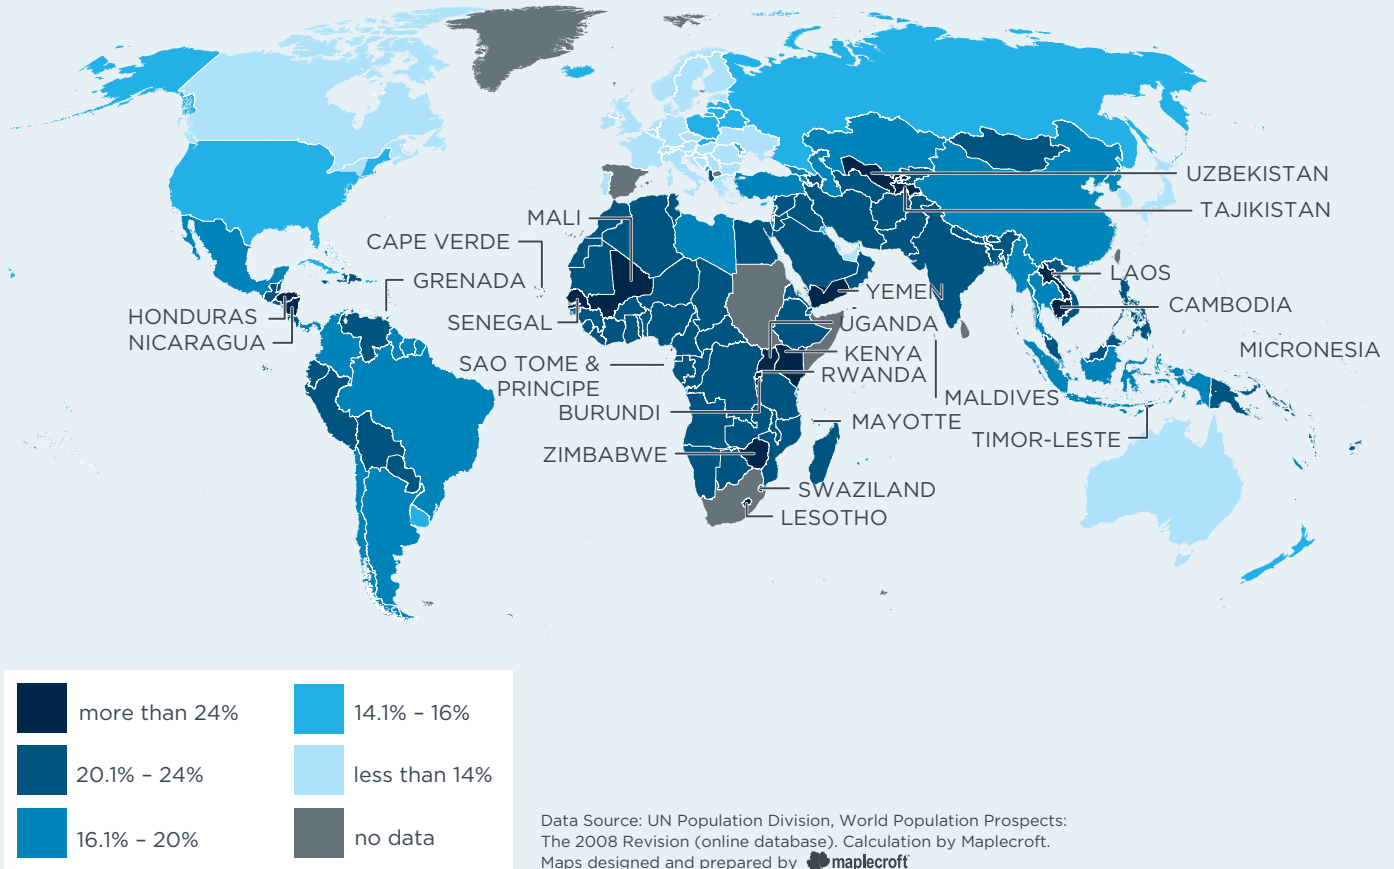 UZBEKISTAN
TAJIKISTAN
MALI
CAPE VERDE
GRENADA
LAOS
YEMEN
CAMBODIA
HONDURAS
SENEGAL
UGANDA
NICARAGUA
MICRONESIA
KENYA
SAO TOME &
PRINCIPE
RWANDA
MALDIVES
BURUNDI
MAYOTTE
TIMOR-LESTE
ZIMBABWE
SWAZILAND
LESOTHO
more than 24%
20.1% – 24%
16.1% – 20%
14.1% – 16%
less than 14%
no data
Data Source: UN Population Division, World Population Prospects:
The 2008 Revision (online database). Calculation by Maplecroft.
Maps designed and prepared by maplecroft